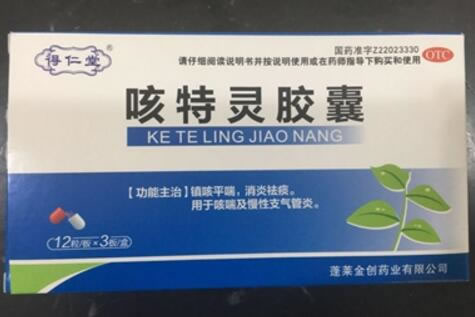 得仁堂®
国药准字Z22023330
OTC
请仔细阅读说明书并按说明使用或在药师指导下购买和使用
咳特灵胶囊
KE TE LING JIAO NANG
【功能主治】镇咳平喘，消炎祛痰。
用于咳喘及慢性支气管炎。
12粒/板×3板/盒
蓬莱金创药业有限公司